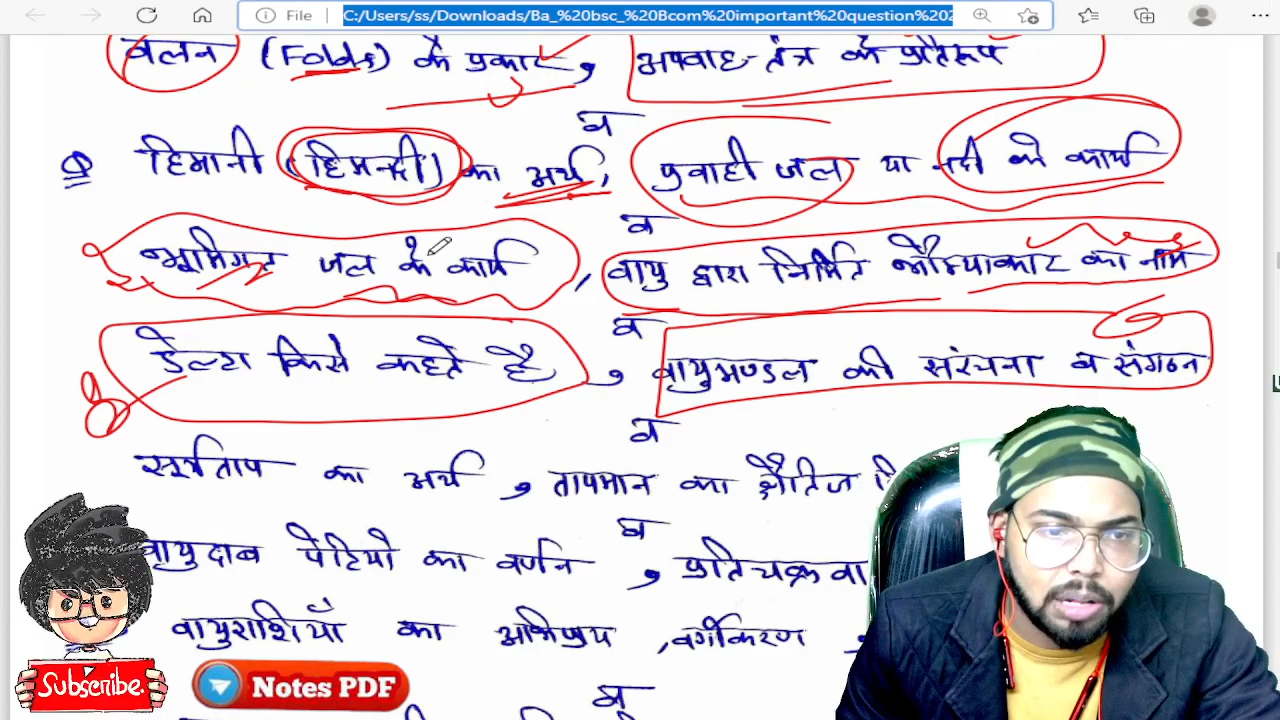 File C:/Users/ss/Downloads/Ba_%20bsc_%20Bcom%20important%20question%202
वलन (Folds) के प्रकार, अपवाह-तंत्र के प्रतिरूप
व
Q हिमानी (हिमनदी) का अर्थ, प्रवाही जल या नदी के कार्य
व
भूमिगत जल के कार्य, वायु द्वारा निर्मित भौम्याकार का नाम
व
डेल्टा किसे कहते है, वायुमण्डल की संरचना व संगठन
व
सूर्यताप का अर्थ, तापमान का क्षैतिज
व
वायुदाब पेटियो का वर्णन, प्रतिचक्रवा
वायुराशियाँ का अभिप्राय, वर्गीकरण
व
Subscribe.
Notes PDF